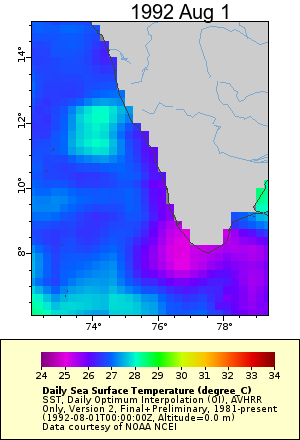 1992 Aug 1
14°
12°
10°
8°
74° 76° 78°
24 25 26 27 28 29 30 31 32 33 34
Daily Sea Surface Temperature (degree_C)
SST, Daily Optimum Interpolation (OI), AVHRR
Only, Version 2, Final+Preliminary, 1981-present
(1992-08-01T00:00:00Z, Altitude=0.0 m)
Data courtesy of NOAA NCEI